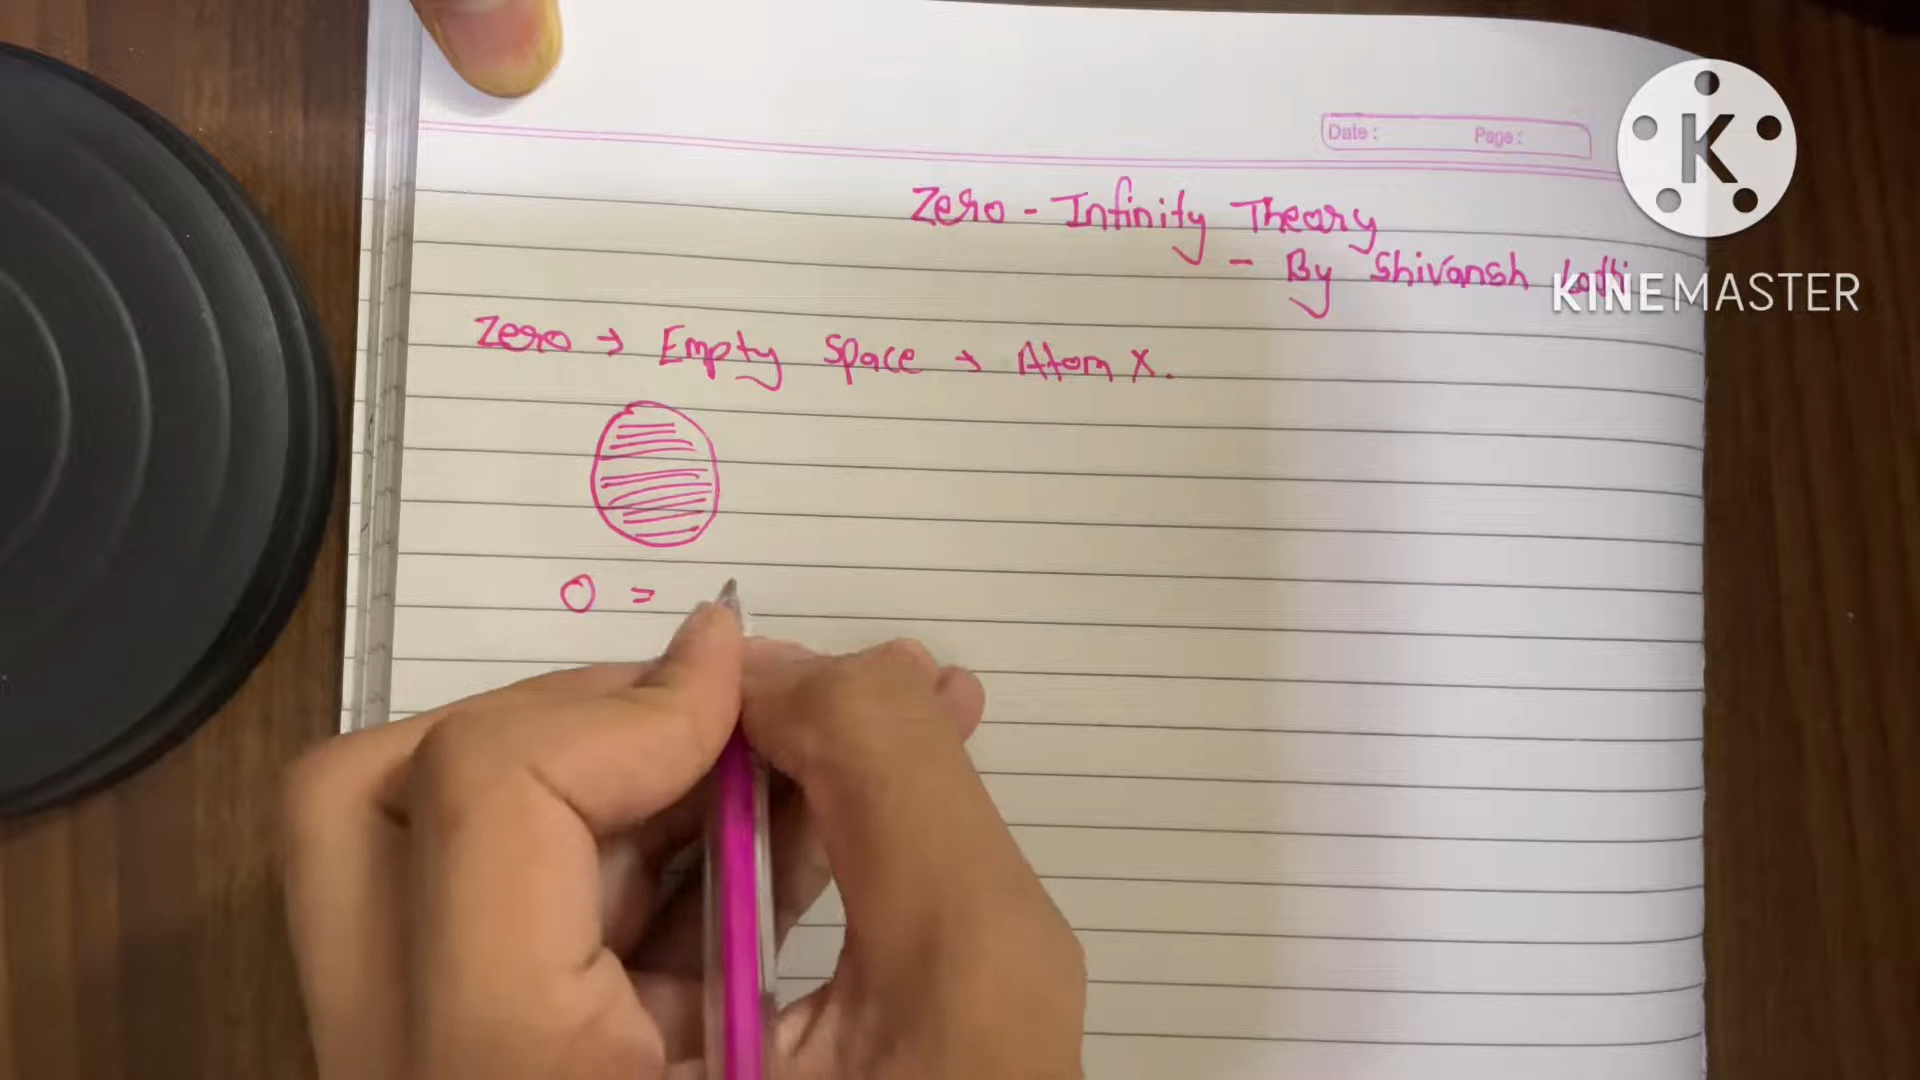 Date : Page :
Zero - Infinity Theory
- By Shivansh
KINEMASTER
Zero → Empty Space → Atom X.
0 =